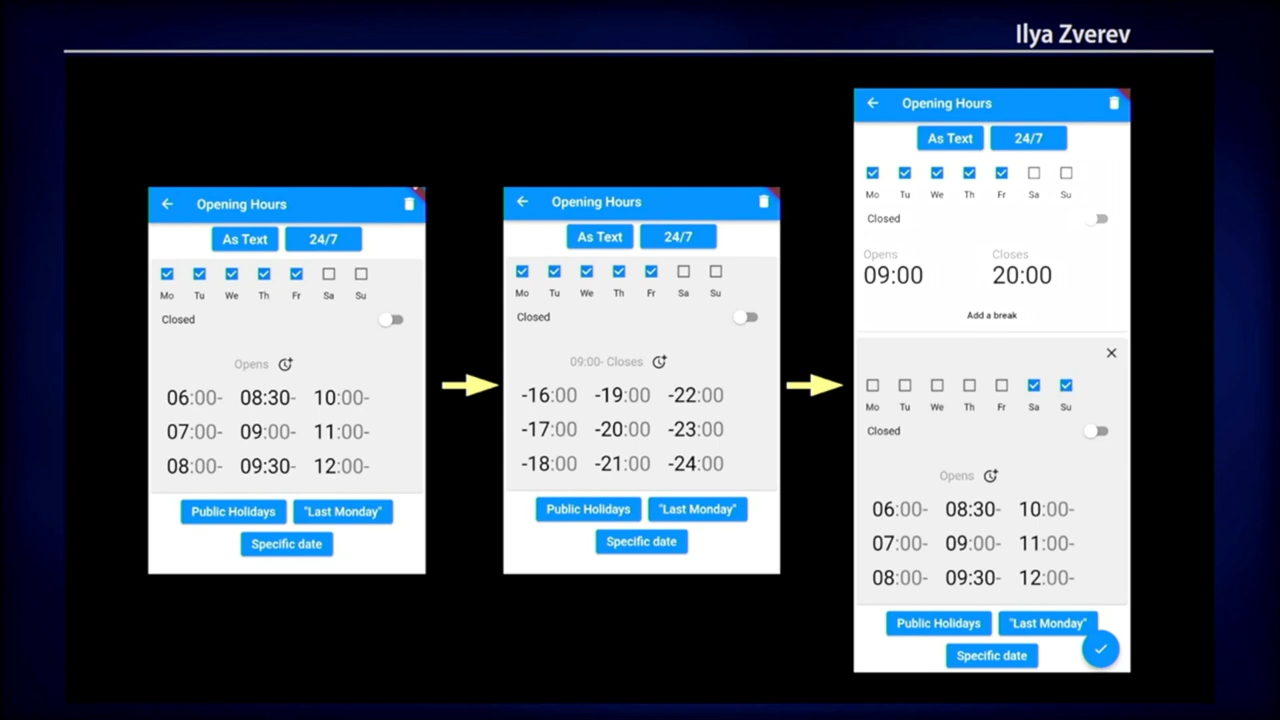 Ilya Zverev
Opening Hours
As Text 24/7
Mo Tu We Th Fr Sa Su
Closed
Opens
06:00- 08:30- 10:00-
07:00- 09:00- 11:00-
08:00- 09:30- 12:00-
Public Holidays "Last Monday"
Specific date
Opening Hours
As Text 24/7
Mo Tu We Th Fr Sa Su
Closed
09:00- Closes
-16:00 -19:00 -22:00
-17:00 -20:00 -23:00
-18:00 -21:00 -24:00
Public Holidays "Last Monday"
Specific date
Opening Hours
As Text 24/7
Mo Tu We Th Fr Sa Su
Closed
Opens Closes
09:00 20:00
Add a break
Mo Tu We Th Fr Sa Su
Closed
Opens
06:00- 08:30- 10:00-
07:00- 09:00- 11:00-
08:00- 09:30- 12:00-
Public Holidays "Last Monday"
Specific date